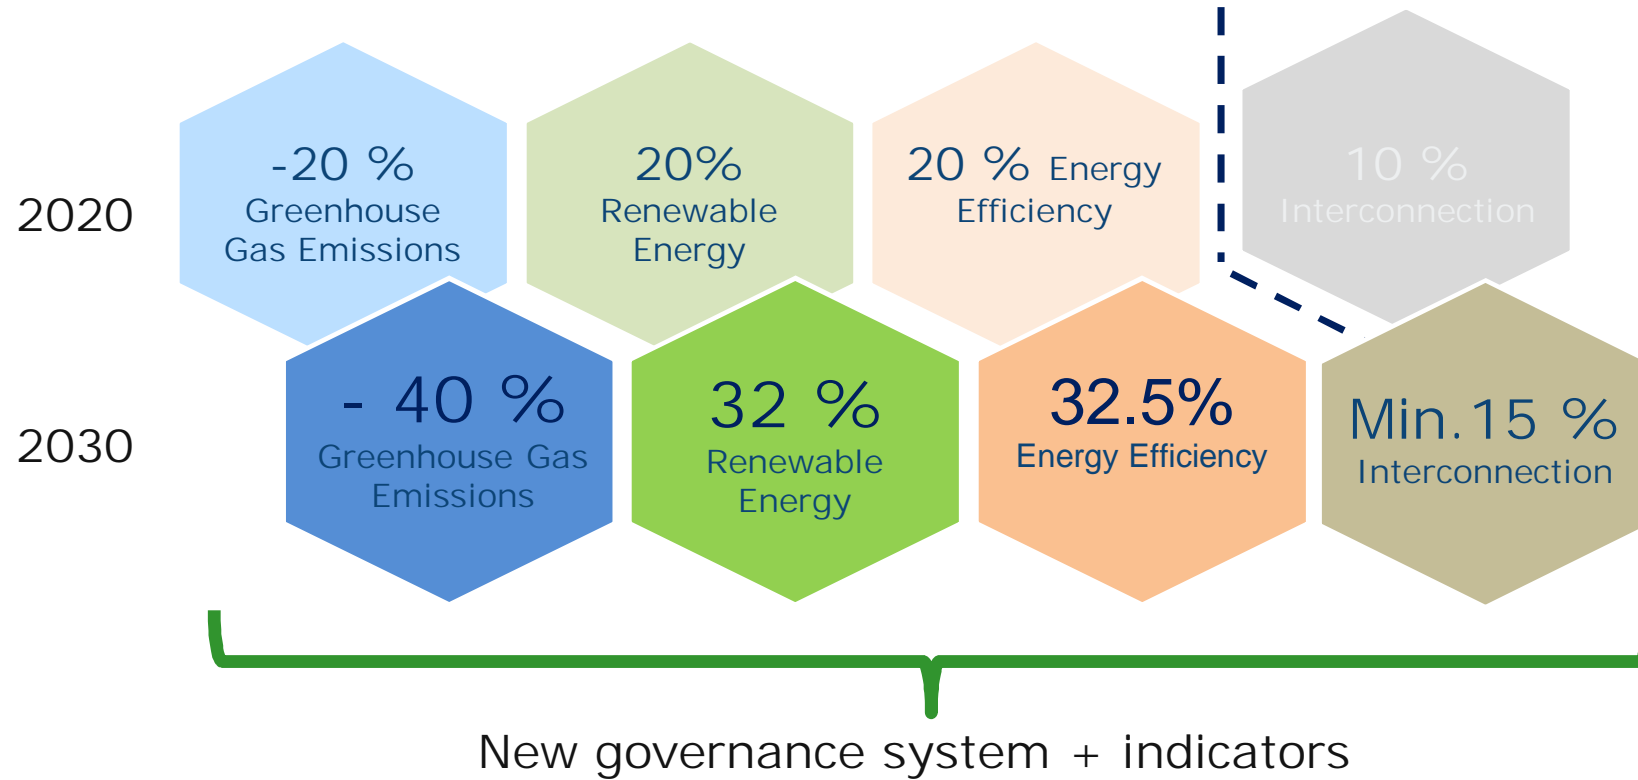 2020
-20 %
Greenhouse
Gas Emissions
20%
Renewable
Energy
20 % Energy
Efficiency
10 %
Interconnection
2030
- 40 %
Greenhouse Gas
Emissions
32 %
Renewable
Energy
32.5%
Energy Efficiency
Min.15 %
Interconnection
New governance system + indicators